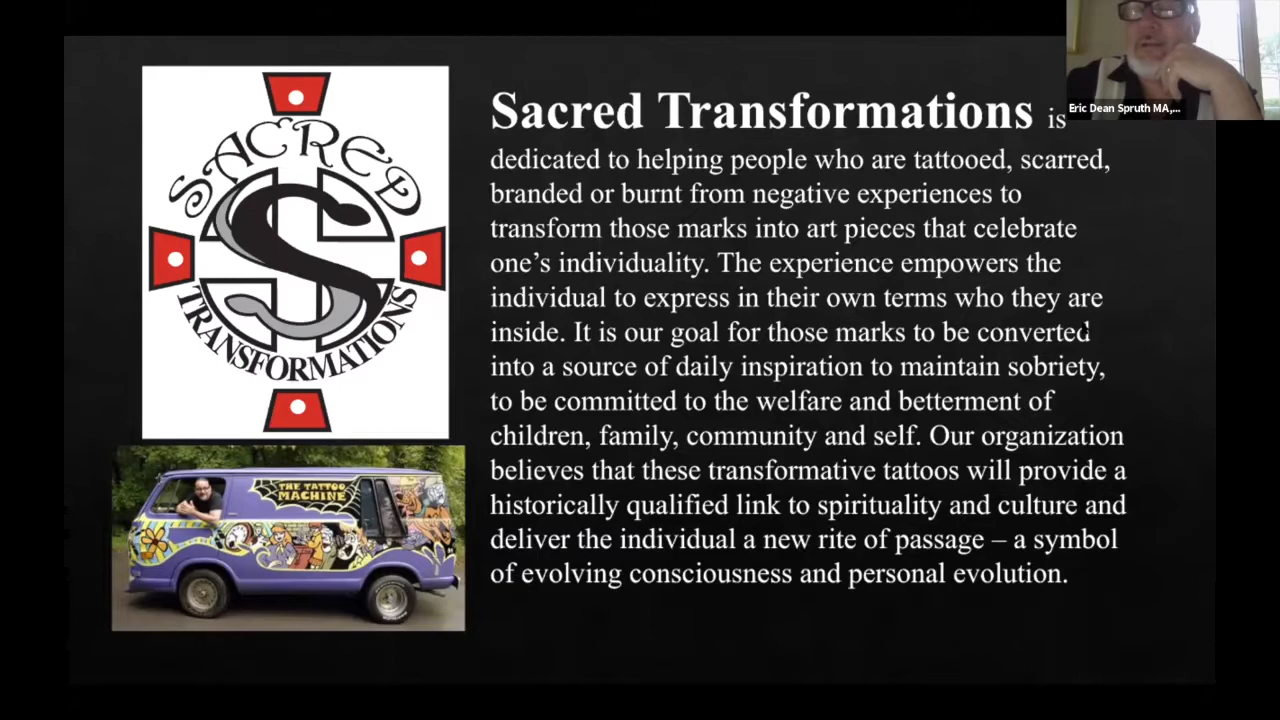 SACRED
TRANSFORMATIONS
THE TATTOO
MACHINE
Sacred Transformations is
dedicated to helping people who are tattooed, scarred,
branded or burnt from negative experiences to
transform those marks into art pieces that celebrate
one’s individuality. The experience empowers the
individual to express in their own terms who they are
inside. It is our goal for those marks to be converted
into a source of daily inspiration to maintain sobriety,
to be committed to the welfare and betterment of
children, family, community and self. Our organization
believes that these transformative tattoos will provide a
historically qualified link to spirituality and culture and
deliver the individual a new rite of passage – a symbol
of evolving consciousness and personal evolution.
Eric Dean Spruth MA,...